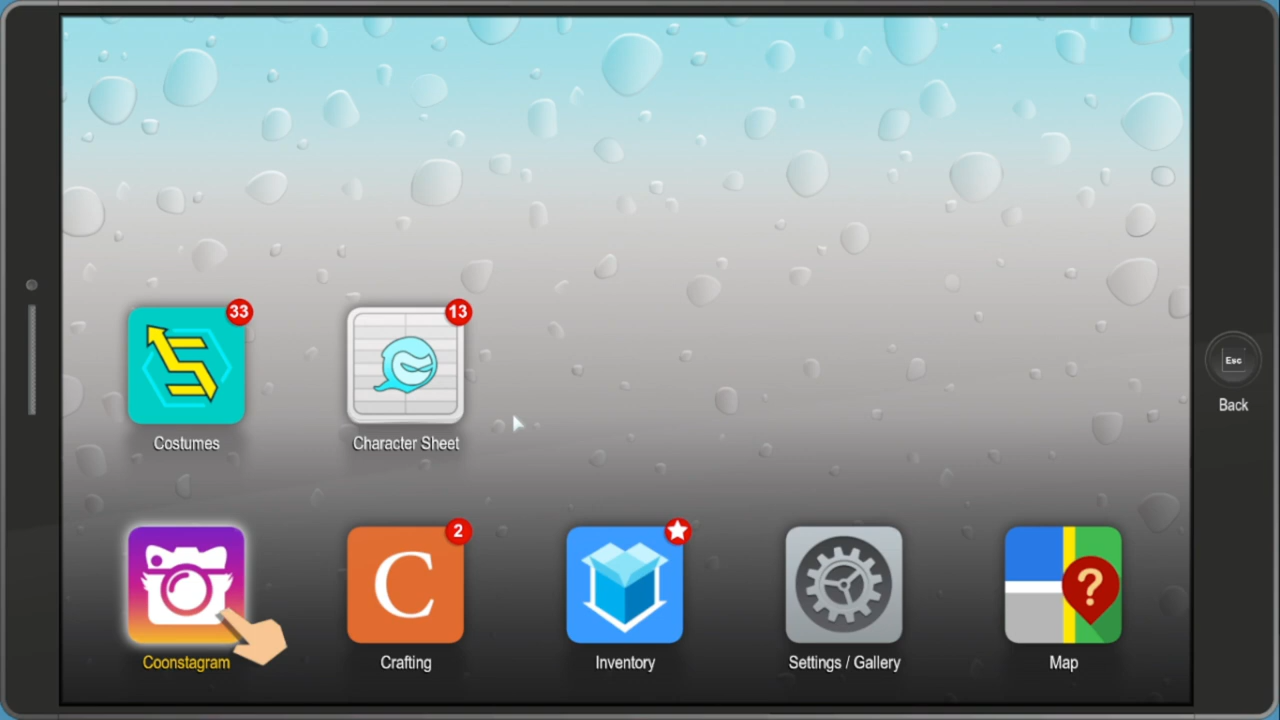 33
13
Costumes
Character Sheet
Esc
Back
2
C
?
Coonstagram
Crafting
Inventory
Settings / Gallery
Map